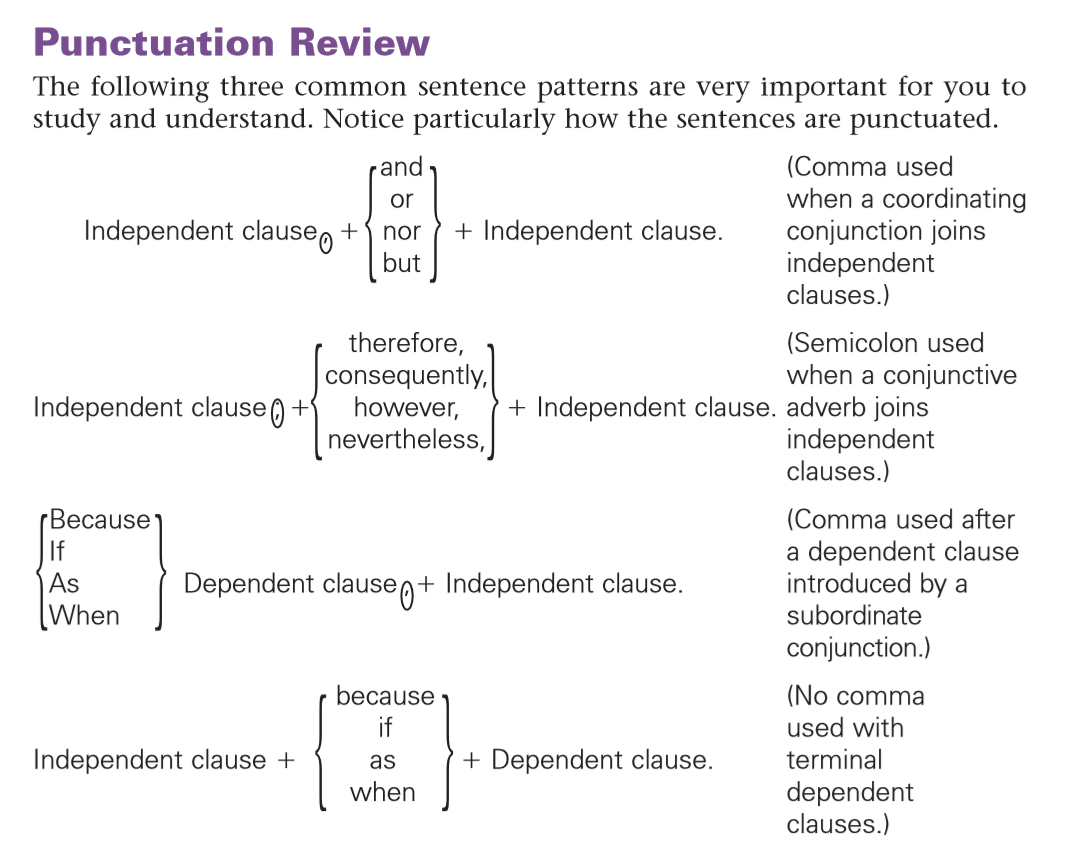 Punctuation Review
The following three common sentence patterns are very important for you to
study and understand. Notice particularly how the sentences are punctuated.
and
or
Independent clause, + nor + Independent clause.
but
(Comma used
when a coordinating
conjunction joins
independent
clauses.)
therefore,
consequently,
Independent clause; + however, + Independent clause.
nevertheless,
(Semicolon used
when a conjunctive
adverb joins
independent
clauses.)
Because
If
As
When
Dependent clause, + Independent clause.
(Comma used after
a dependent clause
introduced by a
subordinate
conjunction.)
because
if
Independent clause + as + Dependent clause.
when
(No comma
used with
terminal
dependent
clauses.)